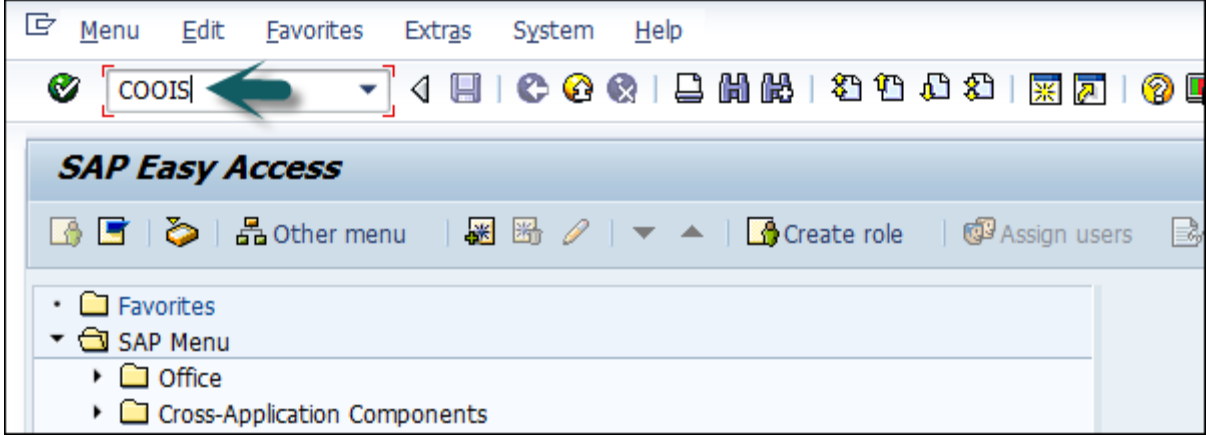 Menu Edit Favorites Extras System Help
COOIS
SAP Easy Access
Other menu Create role Assign users
Favorites
SAP Menu
Office
Cross-Application Components